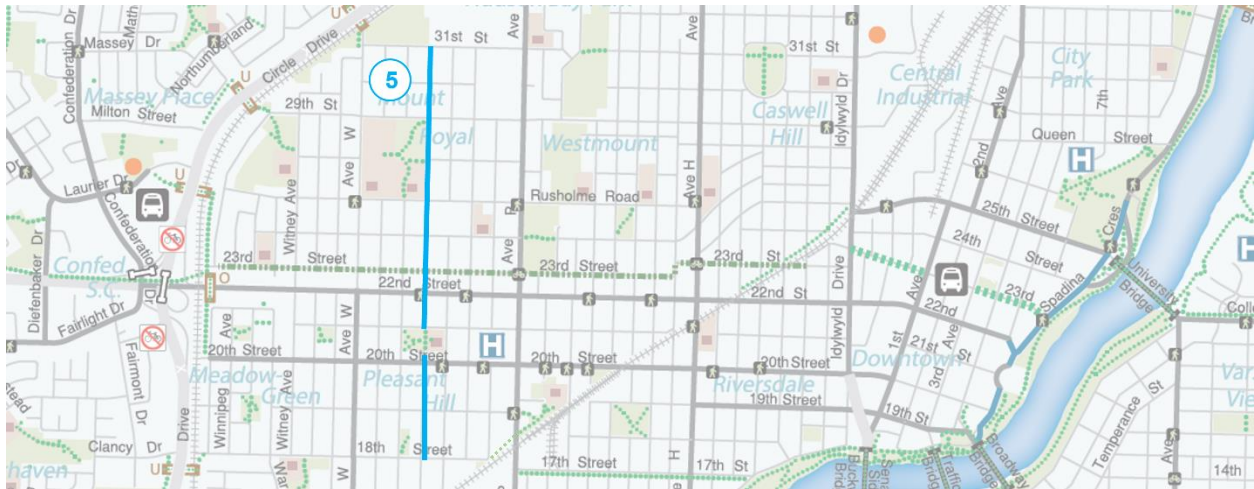 Confederation Dr
Massey Dr
Northumberland
Circle Drive
Massey Place
Milton Street
29th St
5
31st St
Mount
Royal
Ave W
Ave P
Ave H
Westmount
Rusholme Road
31st St
Caswell
Hill
Idylwyld Dr
Central
Industrial
City
Park
7th
2nd Ave
Queen Street
H
Laurier Dr
Confederation Dr
Diefenbaker Dr
Confed
S.C.
Fairlight Dr
Fairmont Dr
Witney Ave
23rd Street
23rd Street
23rd St
22nd Street
22nd St
25th Street
24th Street
23rd
22nd
21st St
Spadina Cres
University
Bridge
H
1st Ave
3rd Ave
Downtown
Idylwyld Drive
20th Street
20th Street
20th Street
20th Street
H
Meadow-
Green
Pleasant
Hill
Riversdale
19th Street
19th St
Winnipeg Ave
Witney Ave
Ave W
Clancy Dr
Drive
18th Street
17th Street
17th St
H
W
Broadway
Bridge
Traffic
Bridge
Temperance St
Ave
14th
U
U
U
U
O
U